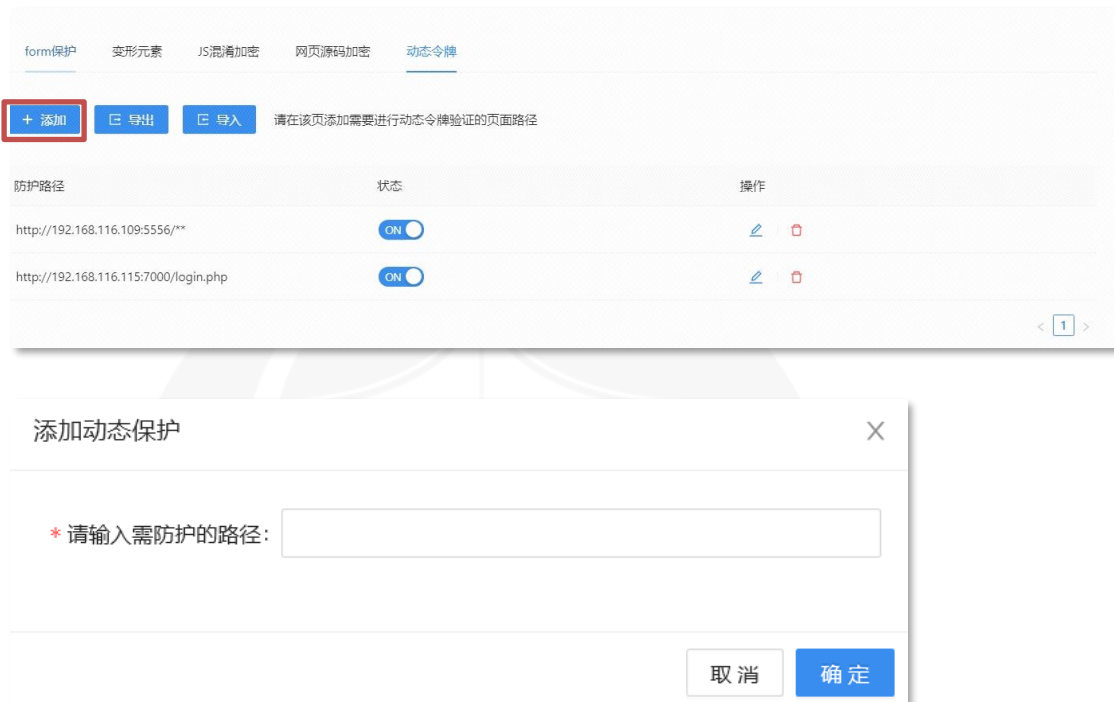 form保护 变形元素 JS混淆加密 网页源码加密 动态令牌
+ 添加 导出 导入 请在该页添加需要进行动态令牌验证的页面路径
防护路径 状态 操作
http://192.168.116.109:5556/** ON
http://192.168.116.115:7000/login.php ON
< 1 >
添加动态保护
* 请输入需防护的路径:
取消 确定